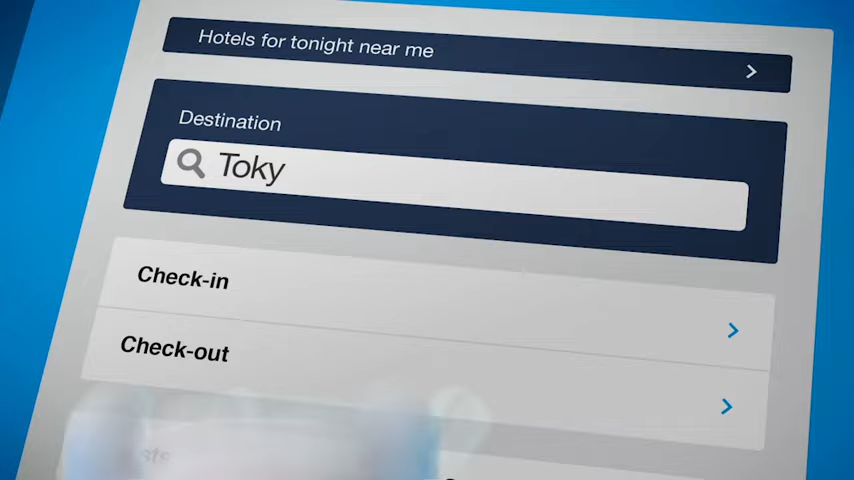 Hotels for tonight near me
Destination
Toky
Check-in
Check-out